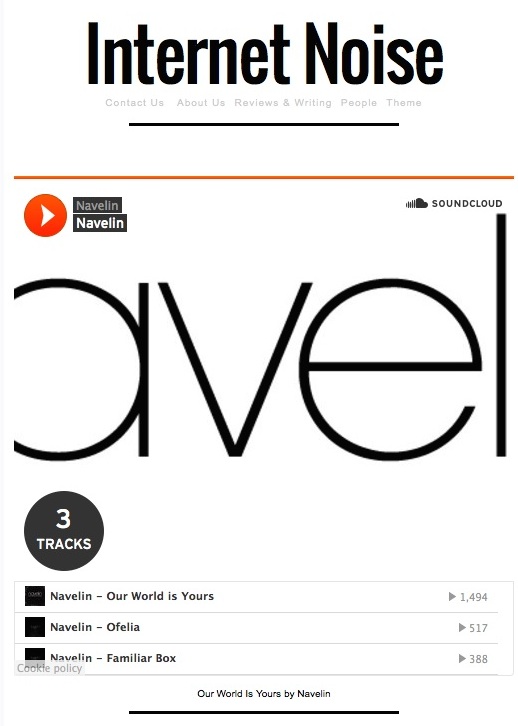 Internet Noise
Contact Us About Us Reviews & Writing People Theme
Navelin
Navelin
SOUNDCLOUD
avel
3
TRACKS
Navelin - Our World is Yours 1,494
Navelin - Ofelia 517
Navelin - Familiar Box 388
Cookie policy
Our World Is Yours by Navelin